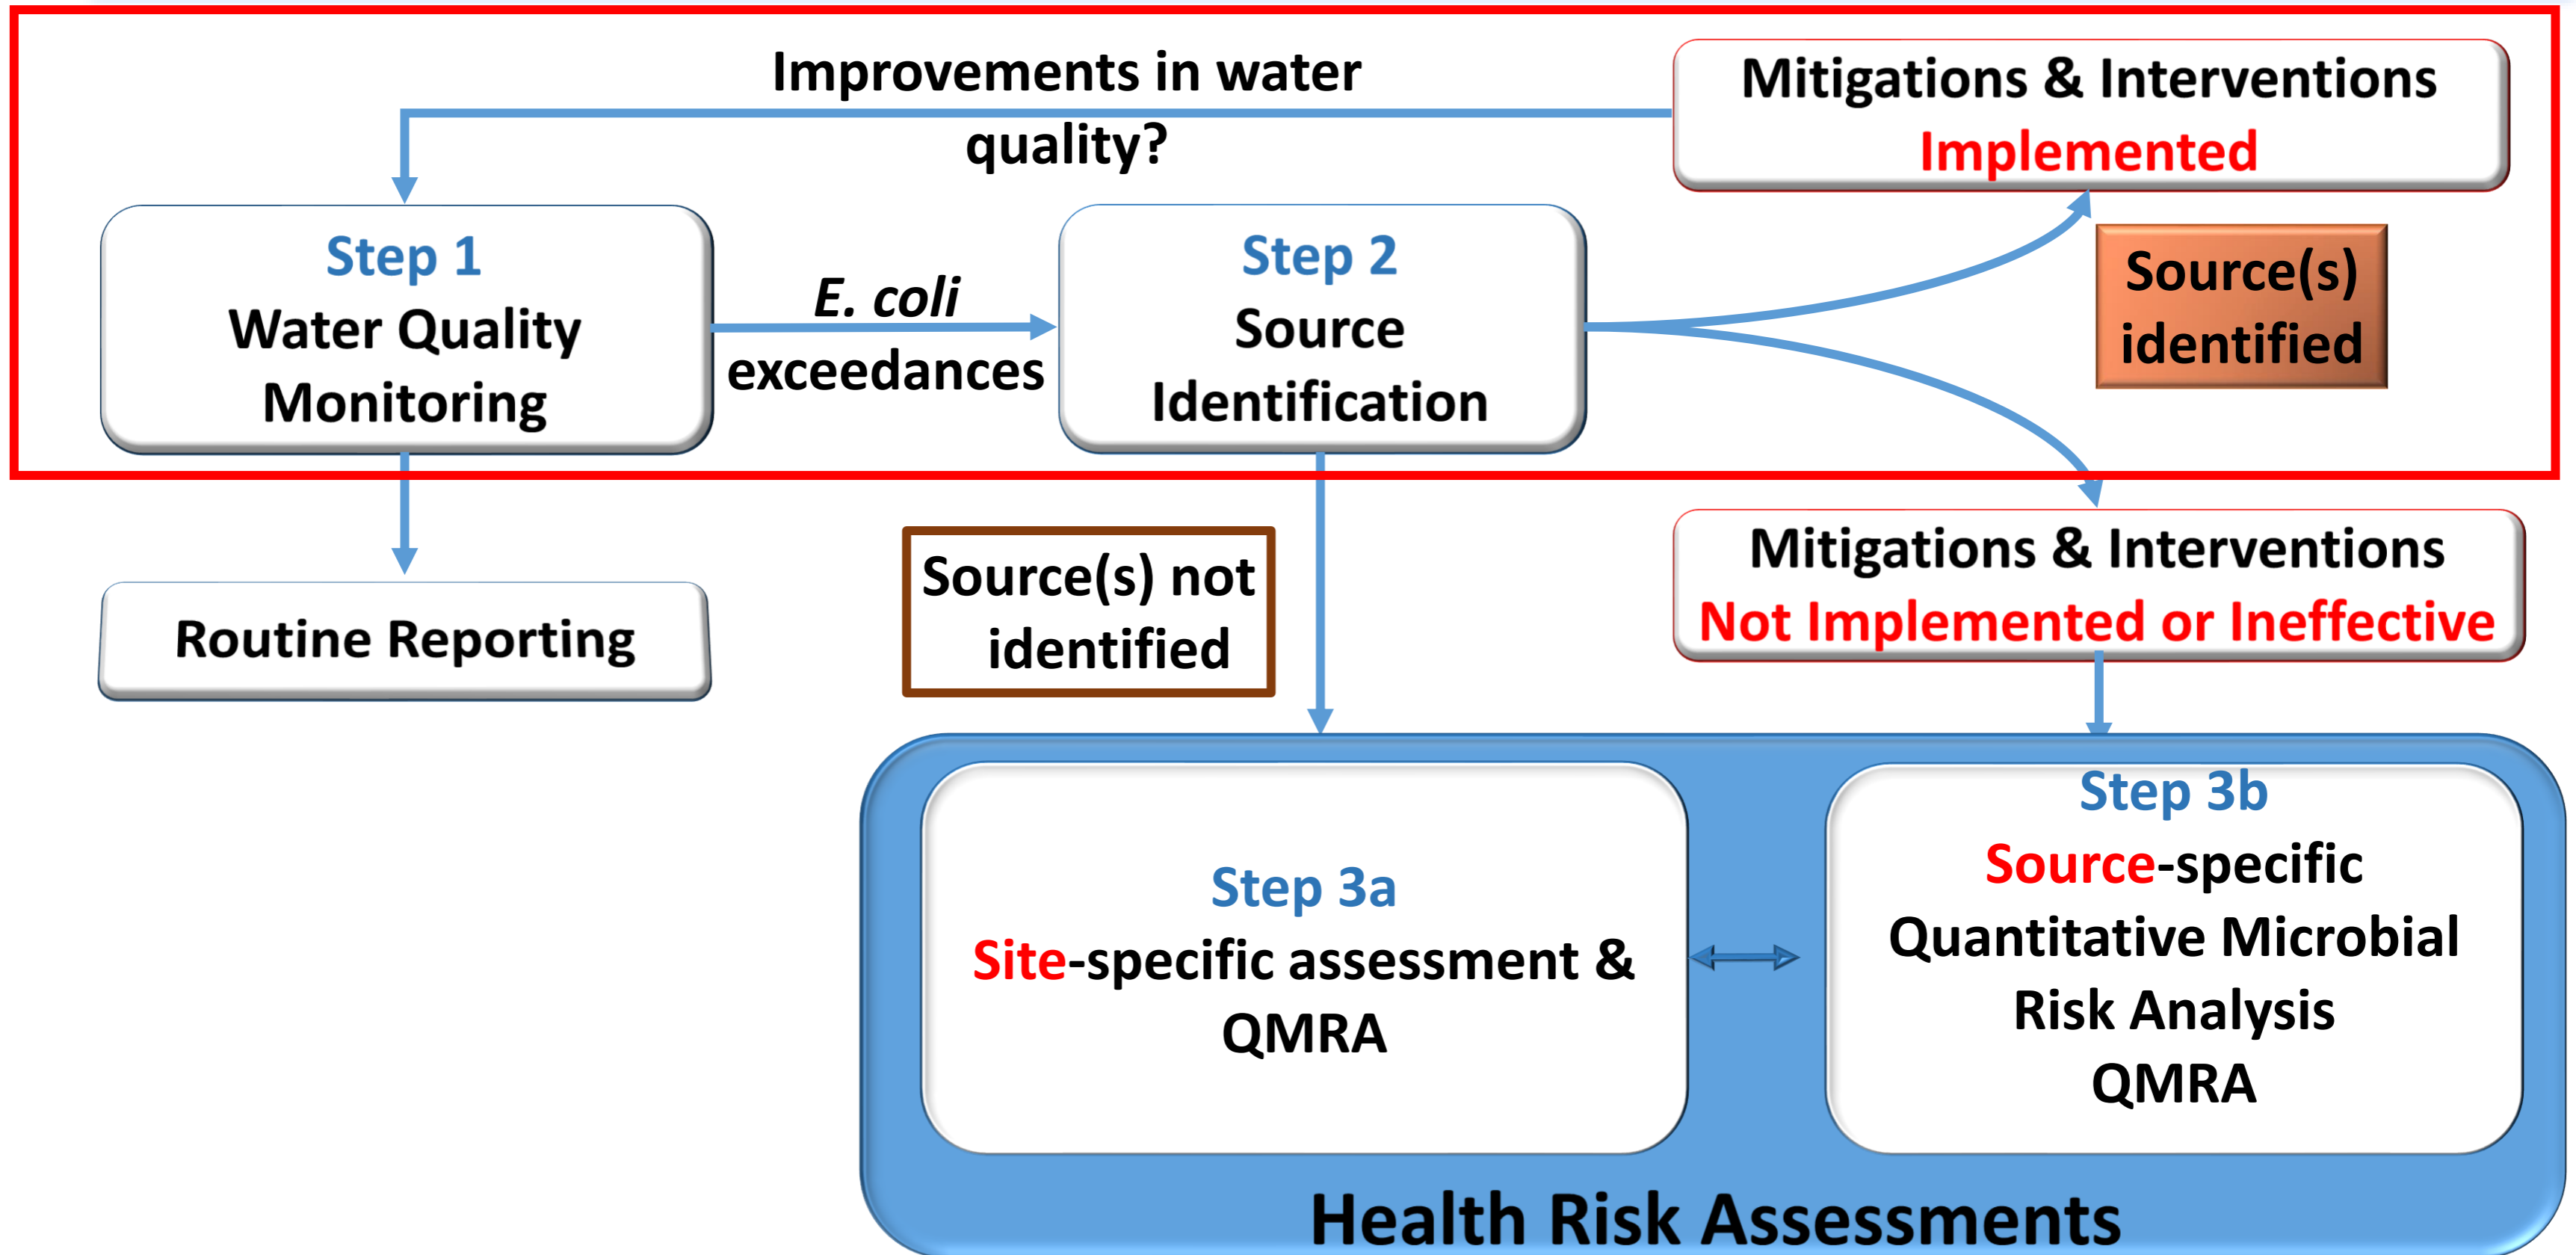 Improvements in water
quality?
Mitigations & Interventions
Implemented
Step 1
Water Quality
Monitoring
E. coli
exceedances
Step 2
Source
Identification
Source(s)
identified
Routine Reporting
Source(s) not
identified
Mitigations & Interventions
Not Implemented or Ineffective
Step 3a
Site-specific assessment &
QMRA
Step 3b
Source-specific
Quantitative Microbial
Risk Analysis
QMRA
Health Risk Assessments